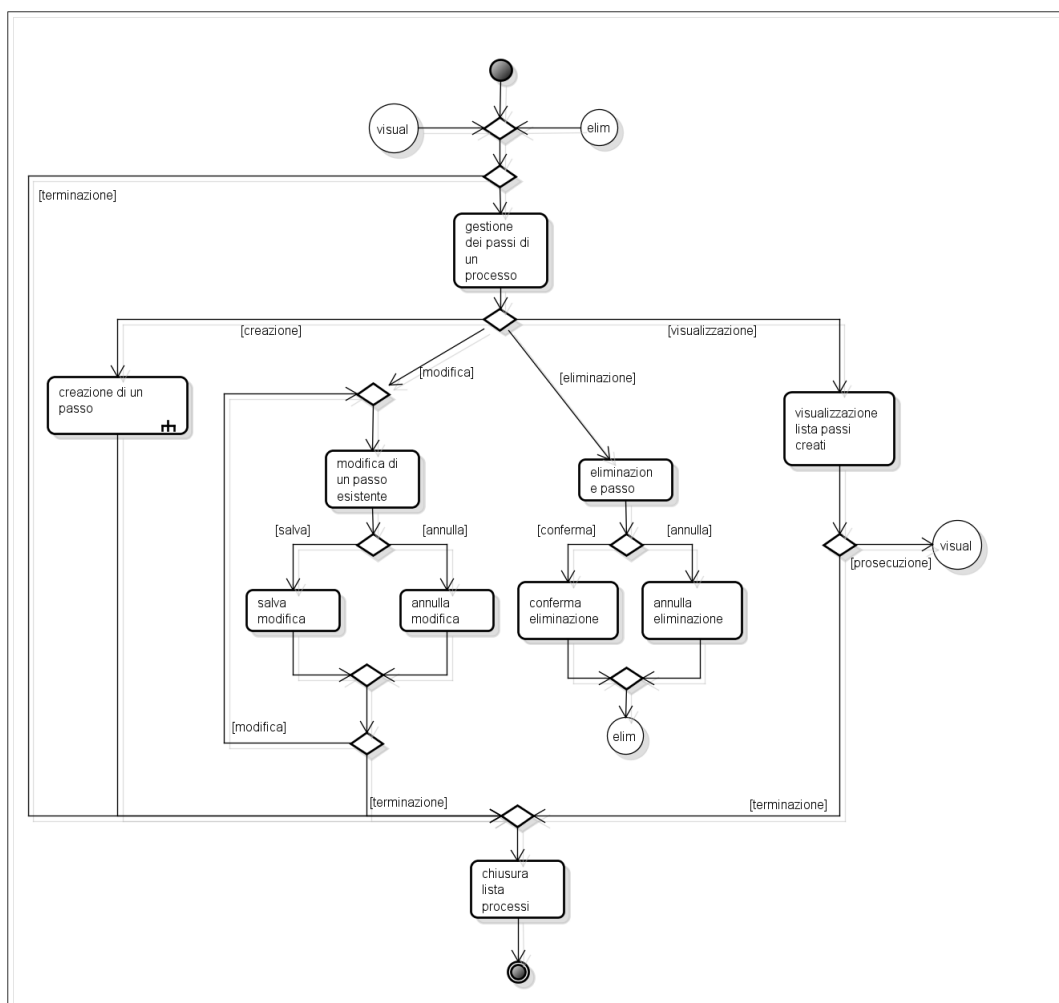 visual
elim
[terminazione]
gestione
dei passi di
un
processo
[creazione]
[visualizzazione]
[modifica]
[eliminazione]
creazione di un
passo
visualizzazione
lista passi
creati
modifica di
un passo
esistente
eliminazion
e passo
[salva]
[annulla]
[conferma]
[annulla]
visual
[prosecuzione]
salva
modifica
annulla
modifica
conferma
eliminazione
annulla
eliminazione
[modifica]
elim
[terminazione]
[terminazione]
chiusura
lista
processi